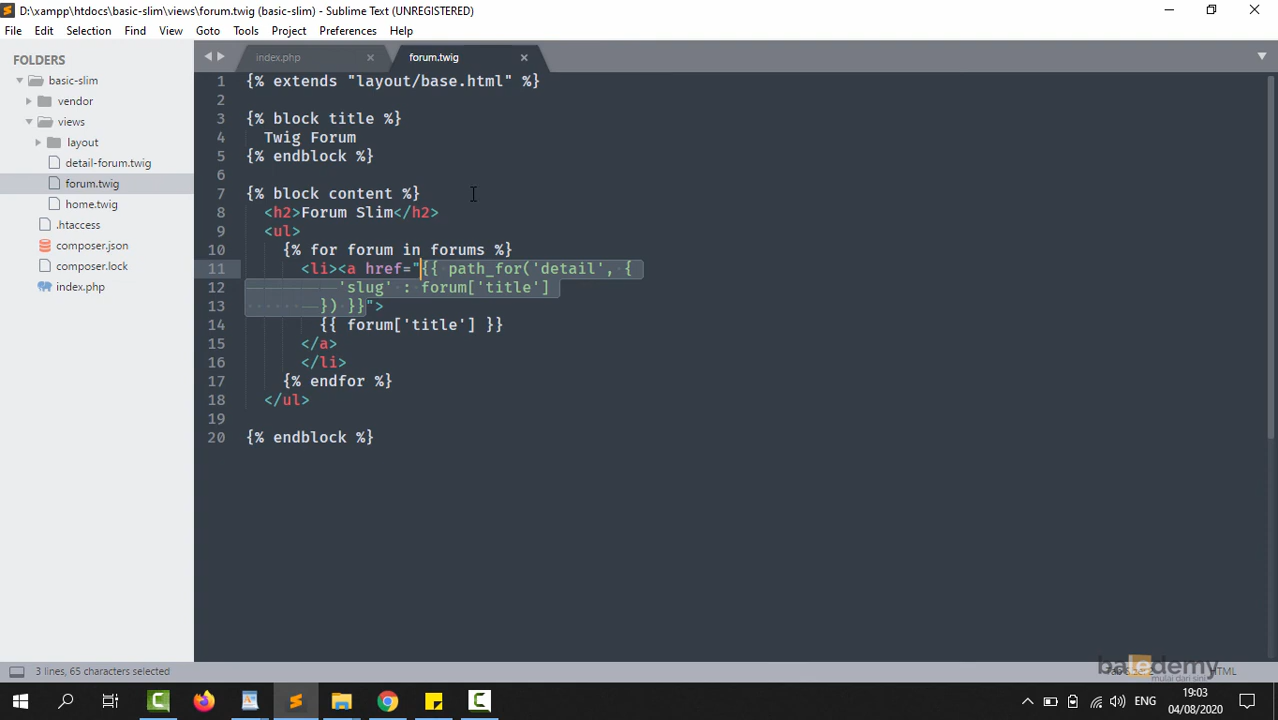 D:\xampp\htdocs\basic-slim\views\forum.twig (basic-slim) - Sublime Text (UNREGISTERED)
File Edit Selection Find View Goto Tools Project Preferences Help
FOLDERS
basic-slim
vendor
views
layout
detail-forum.twig
forum.twig
home.twig
.htaccess
composer.json
composer.lock
index.php
index.php forum.twig
1 {% extends "layout/base.html" %}
2
3 {% block title %}
4 Twig Forum
5 {% endblock %}
6
7 {% block content %}
8 <h2>Forum Slim</h2>
9 <ul>
10 {% for forum in forums %}
11 <li><a href="{{ path_for('detail', {
12 'slug' : forum['title']
13 }) }}">
14 {{ forum['title'] }}
15 </a>
16 </li>
17 {% endfor %}
18 </ul>
19
20 {% endblock %}
3 lines, 65 characters selected
HTML
baledemy
mulai dari sini
ENG
19:03
04/08/2020